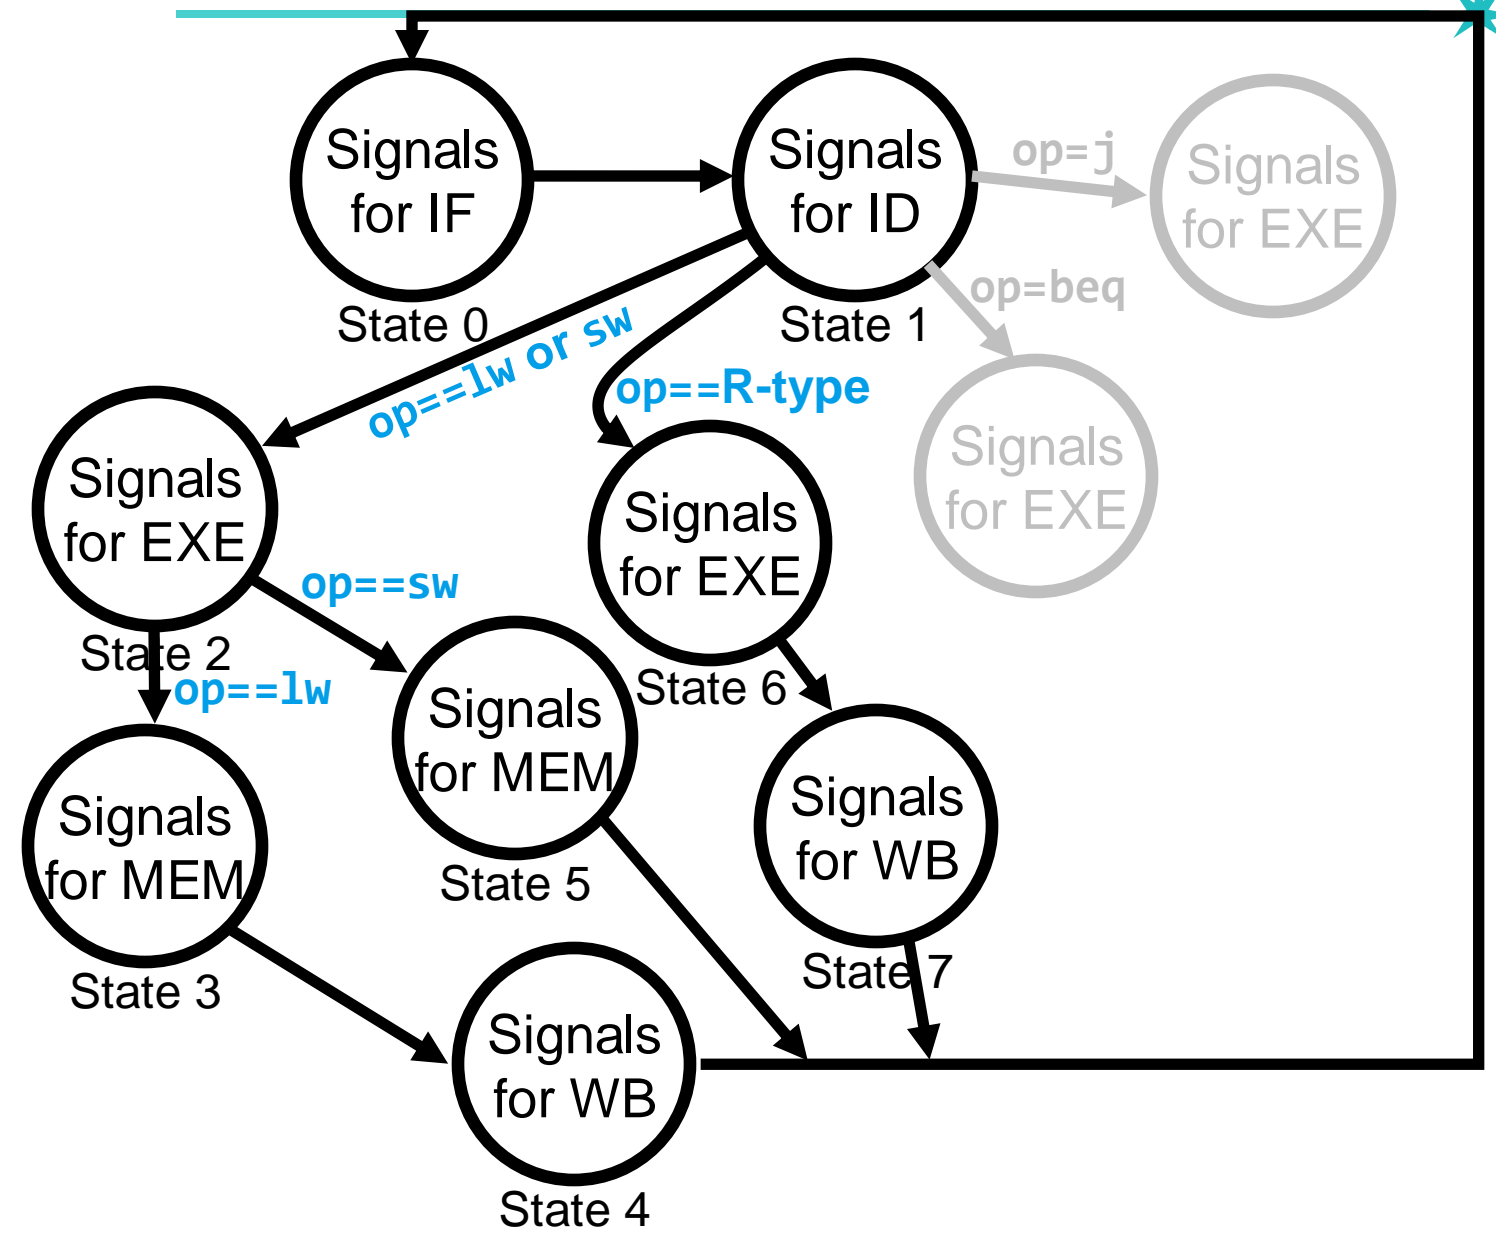 Signals
for IF
State 0
Signals
for ID
State 1
op=j
Signals
for EXE
op=beq
Signals
for EXE
op==lw or sw
op==R-type
Signals
for EXE
State 2
Signals
for EXE
State 6
op==sw
op==lw
Signals
for MEM
State 5
Signals
for MEM
State 3
Signals
for WB
State 7
Signals
for WB
State 4